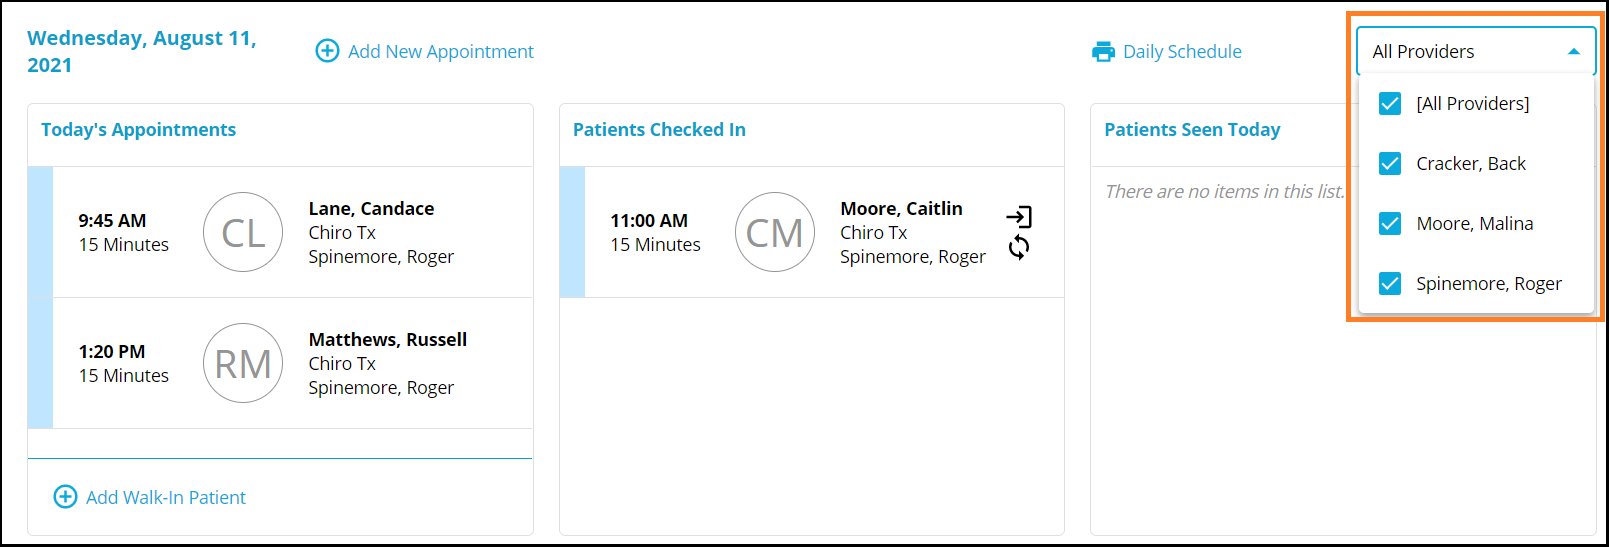 Wednesday, August 11,
2021
Add New Appointment
Daily Schedule
All Providers
[All Providers]
Cracker, Back
Moore, Malina
Spinemore, Roger
Today's Appointments
9:45 AM
15 Minutes
CL
Lane, Candace
Chiro Tx
Spinemore, Roger
1:20 PM
15 Minutes
RM
Matthews, Russell
Chiro Tx
Spinemore, Roger
Add Walk-In Patient
Patients Checked In
11:00 AM
15 Minutes
CM
Moore, Caitlin
Chiro Tx
Spinemore, Roger
Patients Seen Today
There are no items in this list.